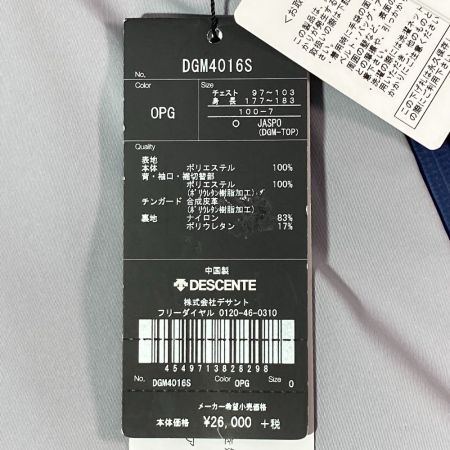 No. DGM4016S
Color Size
OPG
チェスト 97～103
身長 177～183
100-7
O JASPO
(DGM-TOP)
Quality
表地
本体 ポリエステル 100%
背・袖口・裾切替部
ポリエステル 100%
(ポリウレタン樹脂加工)
チンガード 合成皮革
(ポリウレタン樹脂加工)
裏地 ナイロン 83%
ポリウレタン 17%
中国製
DESCENTE
株式会社デサント
フリーダイヤル 0120-46-0310
4549713828298
No. DGM4016S Color OPG Size O
メーカー希望小売価格
本体価格 ¥26,000 +税